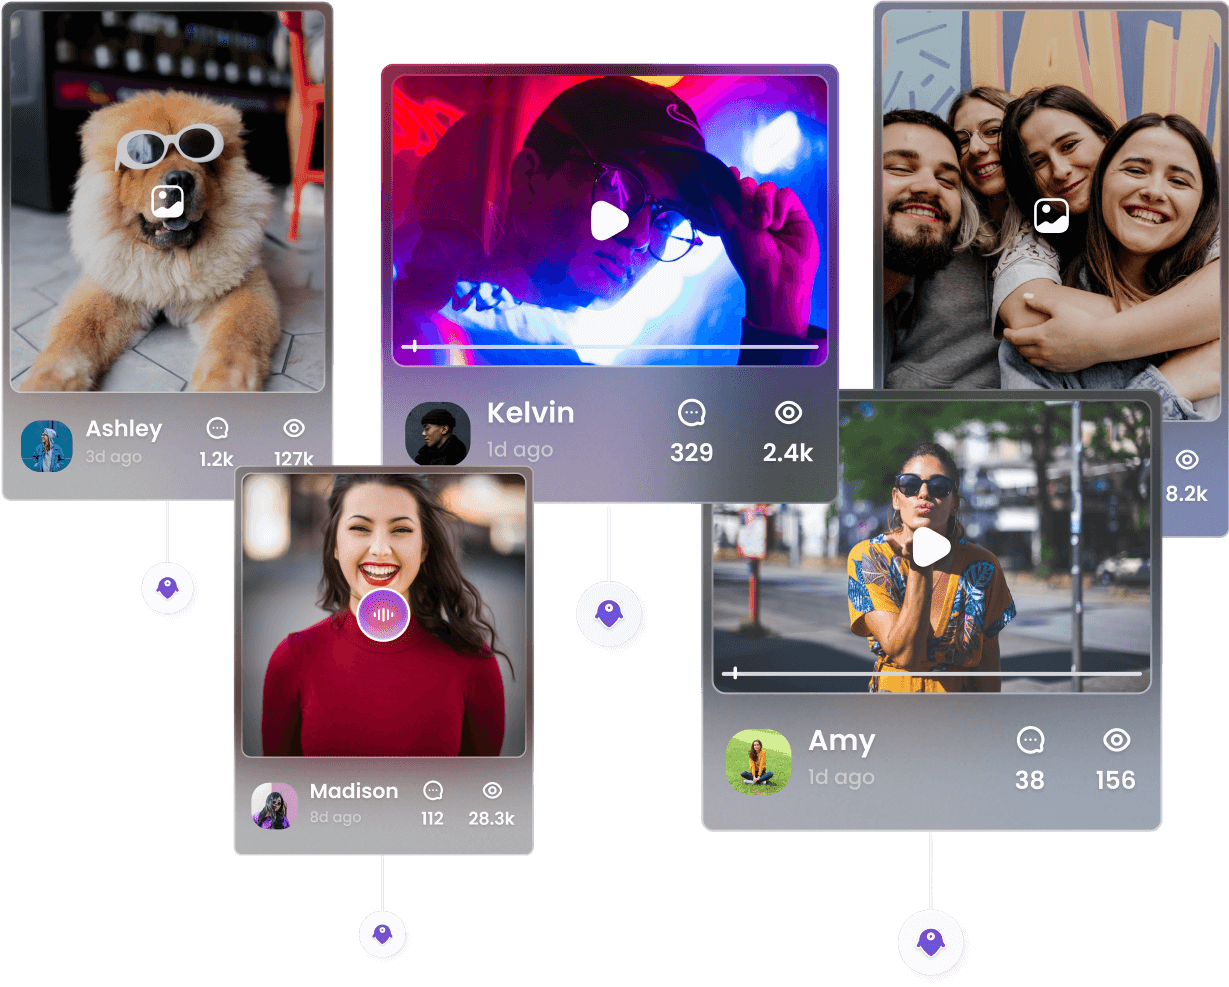 Ashley
3d ago
1.2k
127k
Kelvin
1d ago
329
2.4k
8.2k
Madison
8d ago
112
28.3k
Amy
1d ago
38
156